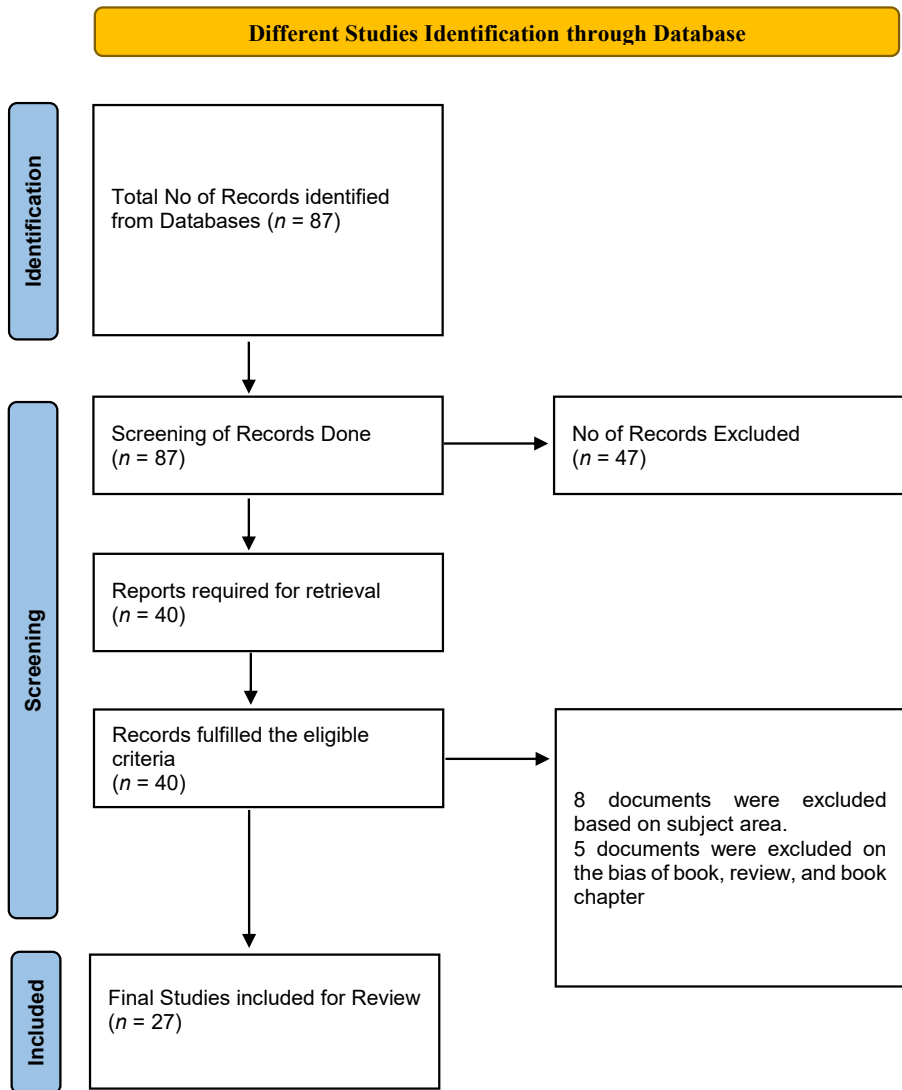 Different Studies Identification through Database
Identification
Total No of Records identified
from Databases (n = 87)
Screening
Screening of Records Done
(n = 87)
No of Records Excluded
(n = 47)
Reports required for retrieval
(n = 40)
Records fulfilled the eligible
criteria
(n = 40)
8 documents were excluded
based on subject area.
5 documents were excluded on
the bias of book, review, and book
chapter
Included
Final Studies included for Review
(n = 27)